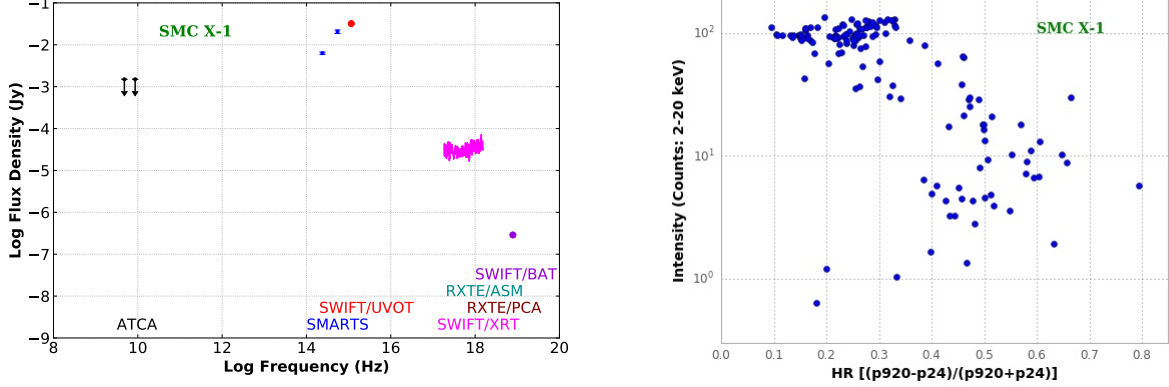 −1
−2
−3
−4
−5
−6
−7
−8
−9
Log Flux Density (Jy)
SMC X-1
SWIFT/BAT
RXTE/ASM
SWIFT/UVOT RXTE/PCA
ATCA SMARTS SWIFT/XRT
8 10 12 14 16 18 20
Log Frequency (Hz)
10²
10¹
10⁰
Intensity (Counts: 2-20 keV)
SMC X-1
0.0 0.1 0.2 0.3 0.4 0.5 0.6 0.7 0.8
HR [(p920-p24)/(p920+p24)]